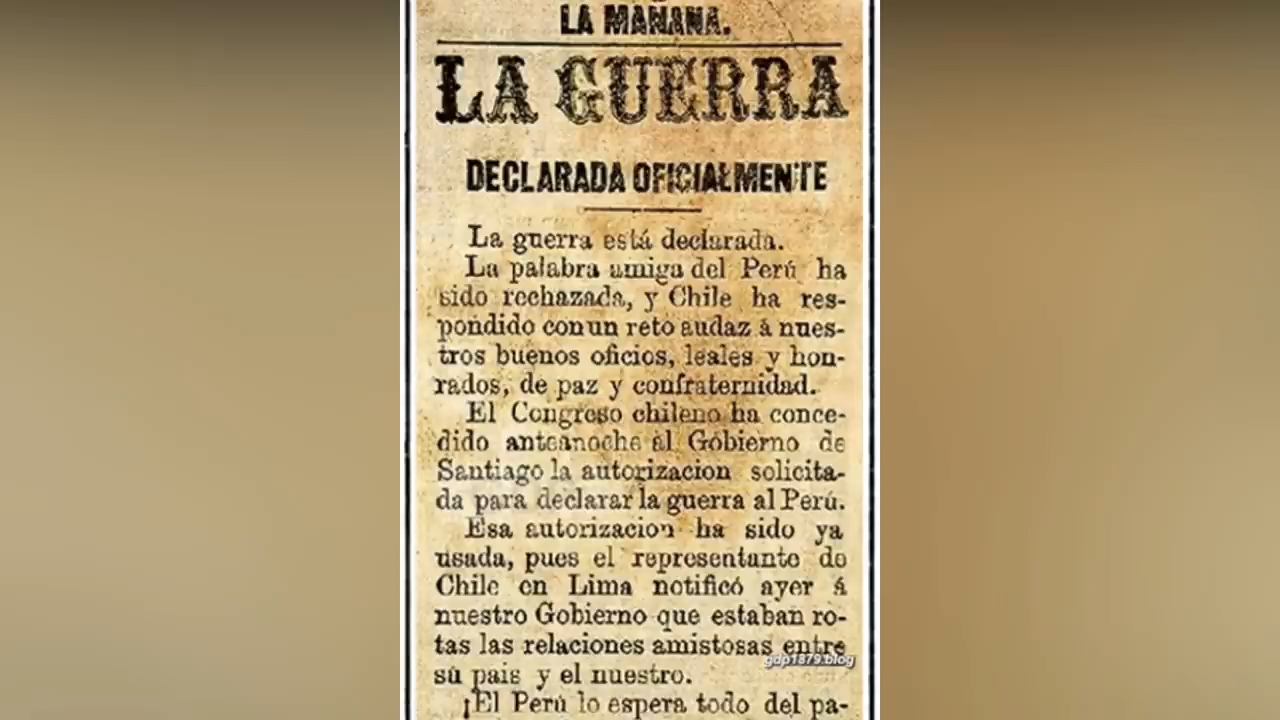 LA MAÑANA.
LA GUERRA
DECLARADA OFICIALMENTE
La guerra está declarada.
La palabra amiga del Perú ha
sido rechazada, y Chile ha res-
pondido con un reto audaz á nues-
tros buenos oficios, leales y hon-
rados, de paz y confraternidad.
El Congreso chileno ha conce-
dido anteanoche al Gobierno de
Santiago la autorizacion solicita-
da para declarar la guerra al Perú.
Esa autorizacion ha sido ya
usada, pues el representante de
Chile en Lima notificó ayer á
nuestro Gobierno que estaban ro-
tas las relaciones amistosas entre
su pais y el nuestro.
¡El Perú lo espera todo del pa-
gdp1879.blog